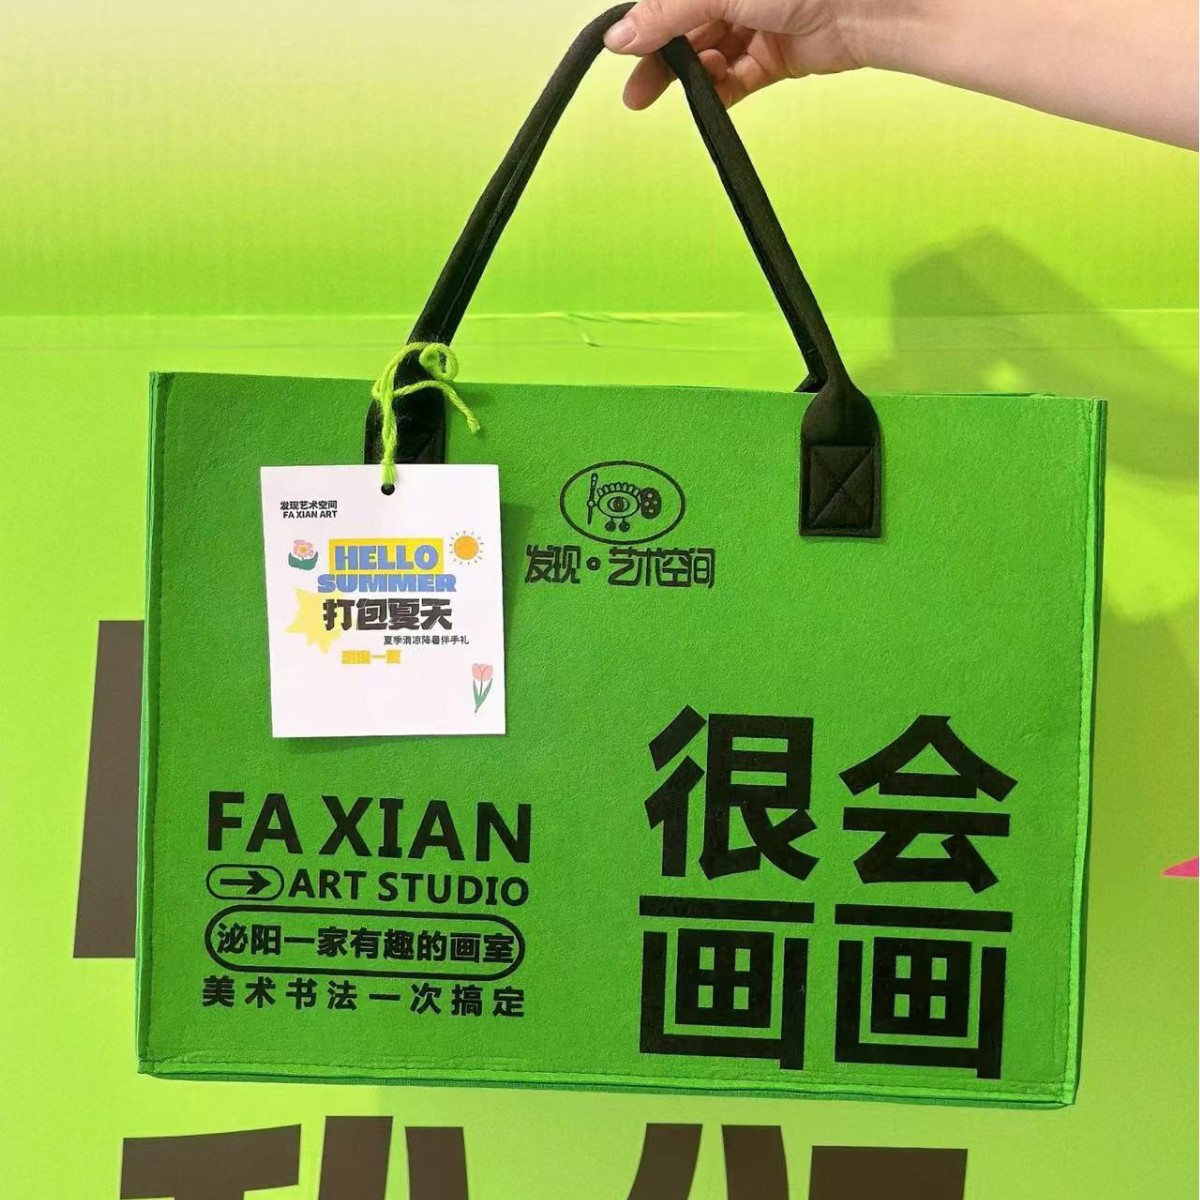 发现艺术空间
FA XIAN ART
HELLO
SUMMER
打包夏天
夏季清凉降暑伴手礼
发现·艺术空间
FA XIAN
ART STUDIO
泌阳一家有趣的画室
美术书法一次搞定
很会
画画